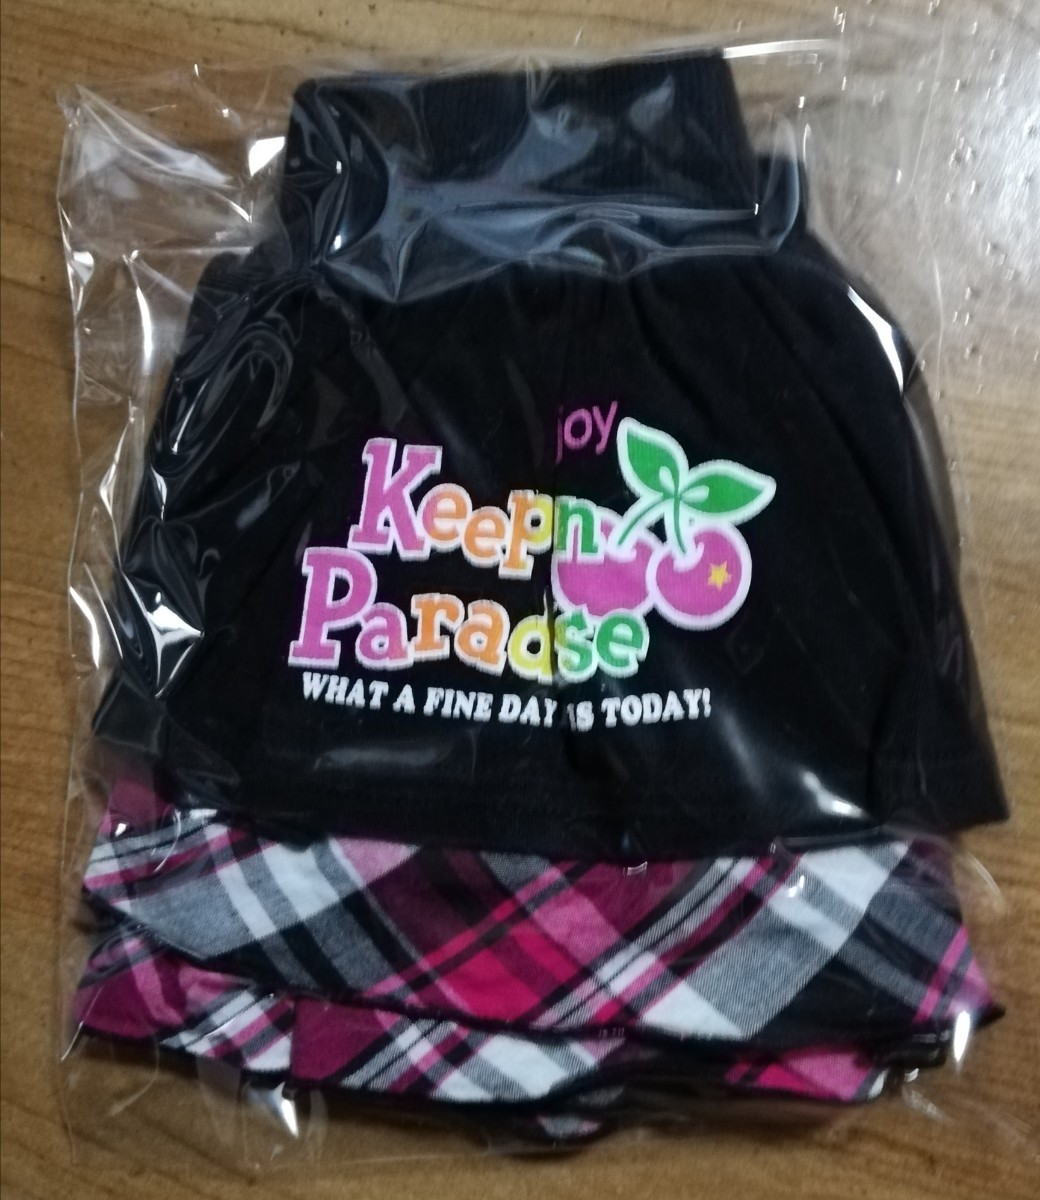 joy
Keepn
Paradse
WHAT A FINE DAY IS TODAY!